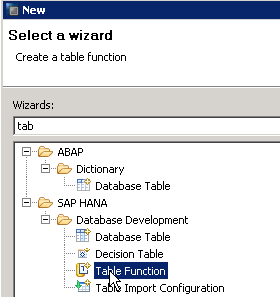 New
Select a wizard
Create a table function
Wizards:
tab
ABAP
Dictionary
Database Table
SAP HANA
Database Development
Database Table
Decision Table
Table Function
Table Import Configuration